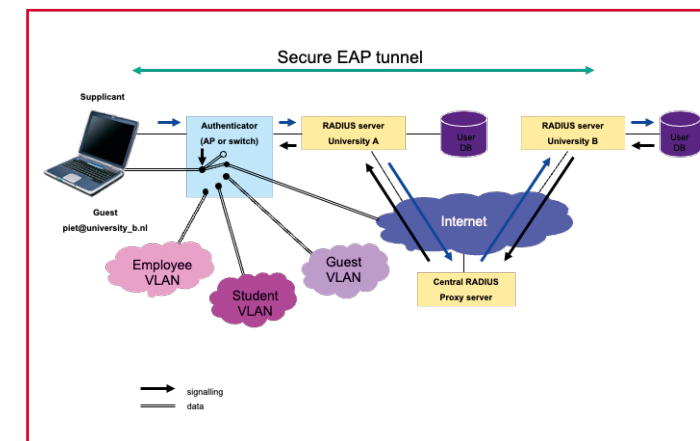 Secure EAP tunnel
Supplicant
Authenticator
(AP or switch)
RADIUS server
University A
User
DB
RADIUS server
University B
User
DB
Guest
piet@university_b.nl
Internet
Employee
VLAN
Student
VLAN
Guest
VLAN
Central RADIUS
Proxy server
signalling
data